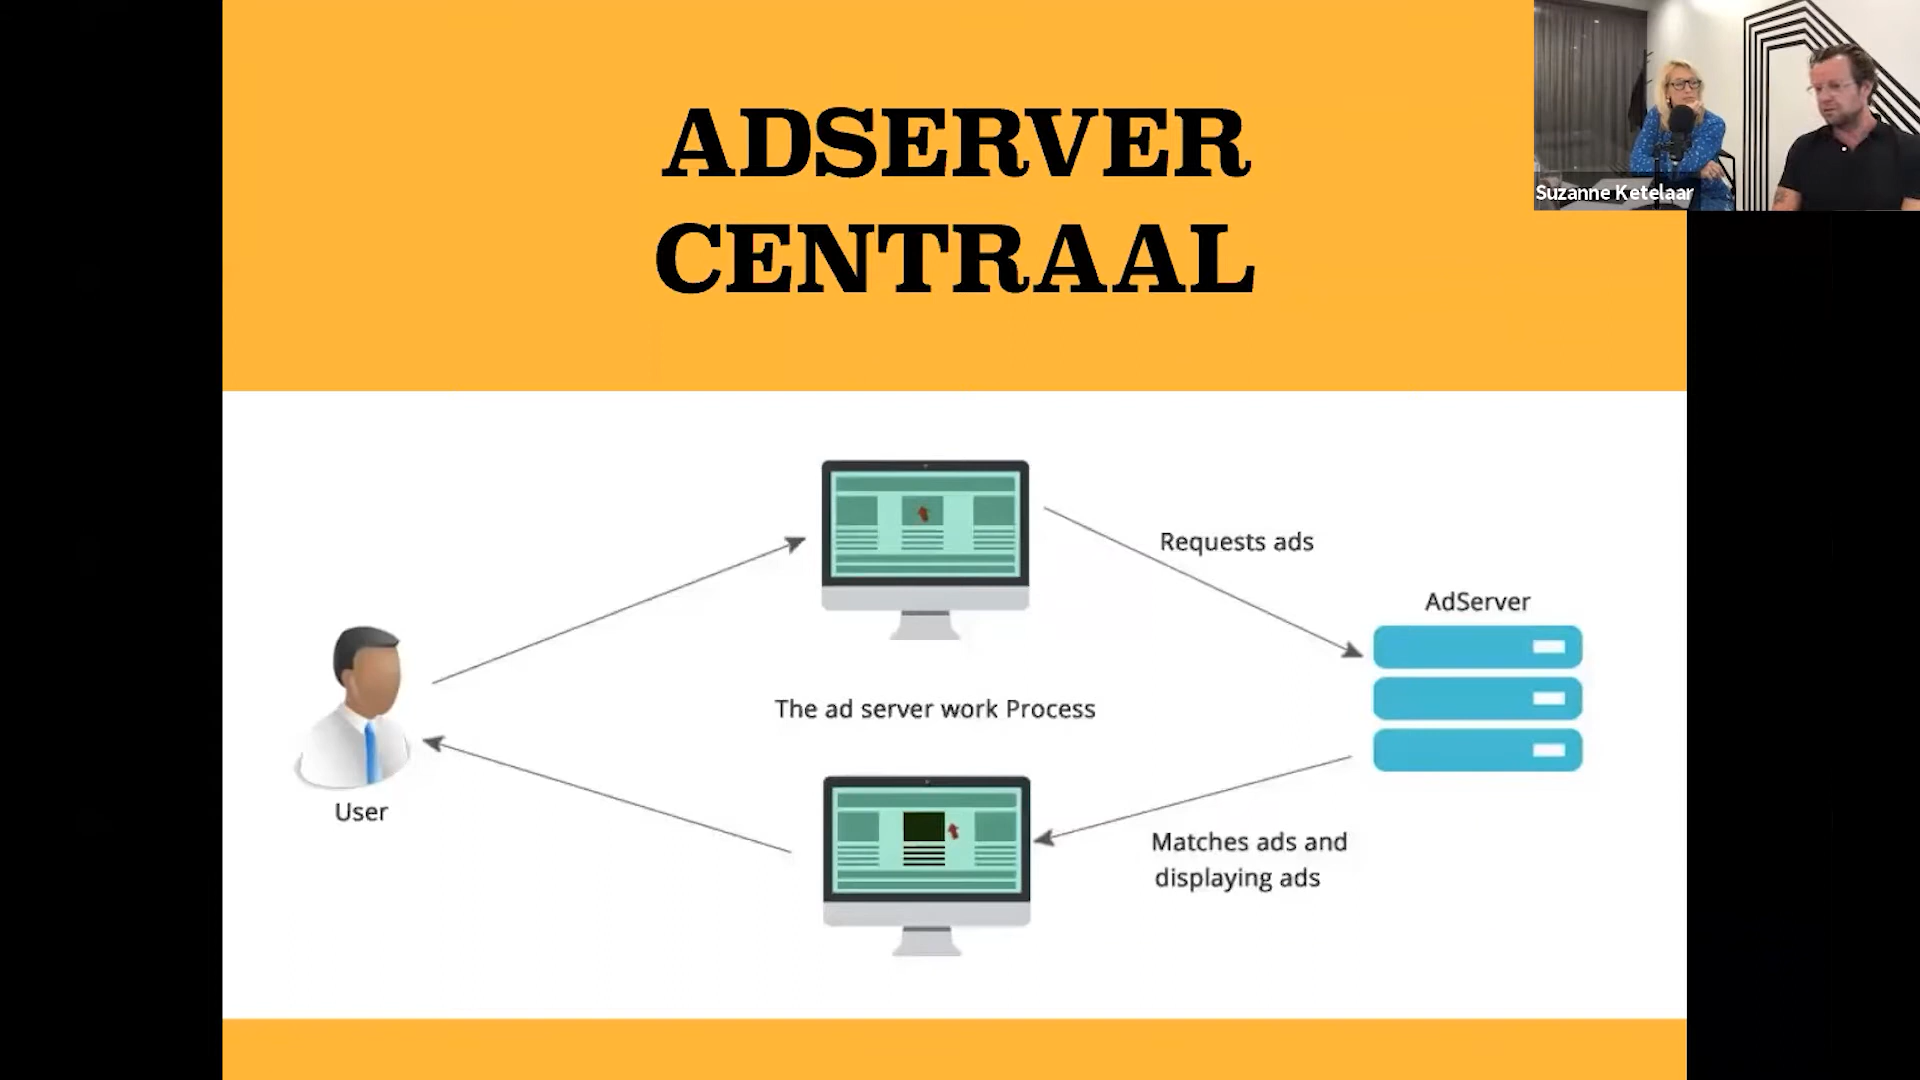 ADSERVER
CENTRAAL
Suzanne Ketelaar
Requests ads
AdServer
The ad server work Process
User
Matches ads and
displaying ads